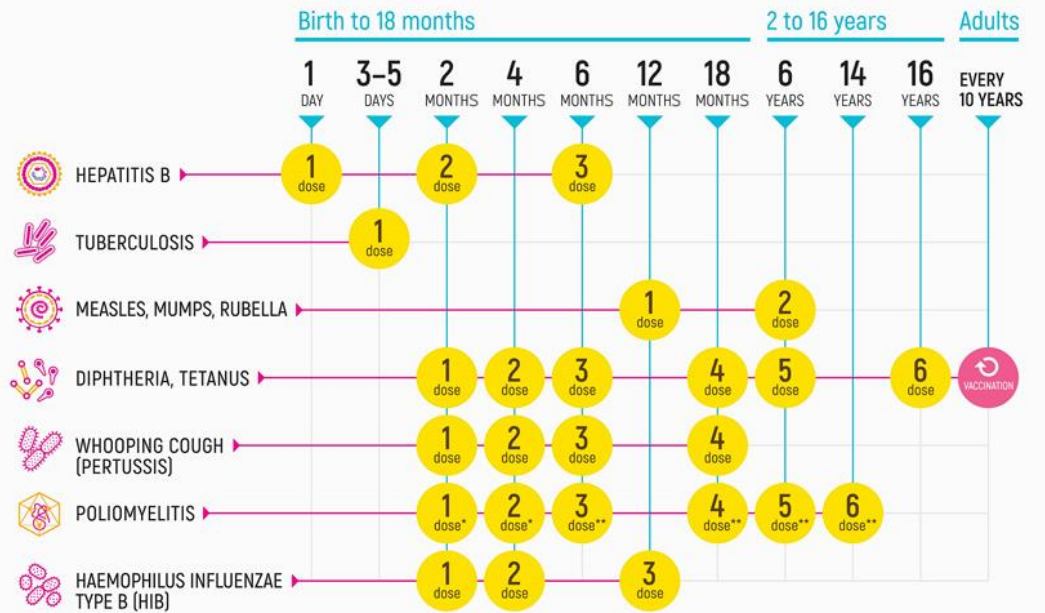 Birth to 18 months
2 to 16 years
Adults
1 DAY
3–5 DAYS
2 MONTHS
4 MONTHS
6 MONTHS
12 MONTHS
18 MONTHS
6 YEARS
14 YEARS
16 YEARS
EVERY
10 YEARS
HEPATITIS B
1 dose
2 dose
3 dose
TUBERCULOSIS
1 dose
MEASLES, MUMPS, RUBELLA
1 dose
2 dose
DIPHTHERIA, TETANUS
1 dose
2 dose
3 dose
4 dose
5 dose
6 dose
VACCINATION
WHOOPING COUGH
(PERTUSSIS)
1 dose
2 dose
3 dose
4 dose
POLIOMYELITIS
1 dose*
2 dose*
3 dose**
4 dose**
5 dose**
6 dose**
HAEMOPHILUS INFLUENZAE
TYPE B (HIB)
1 dose
2 dose
3 dose